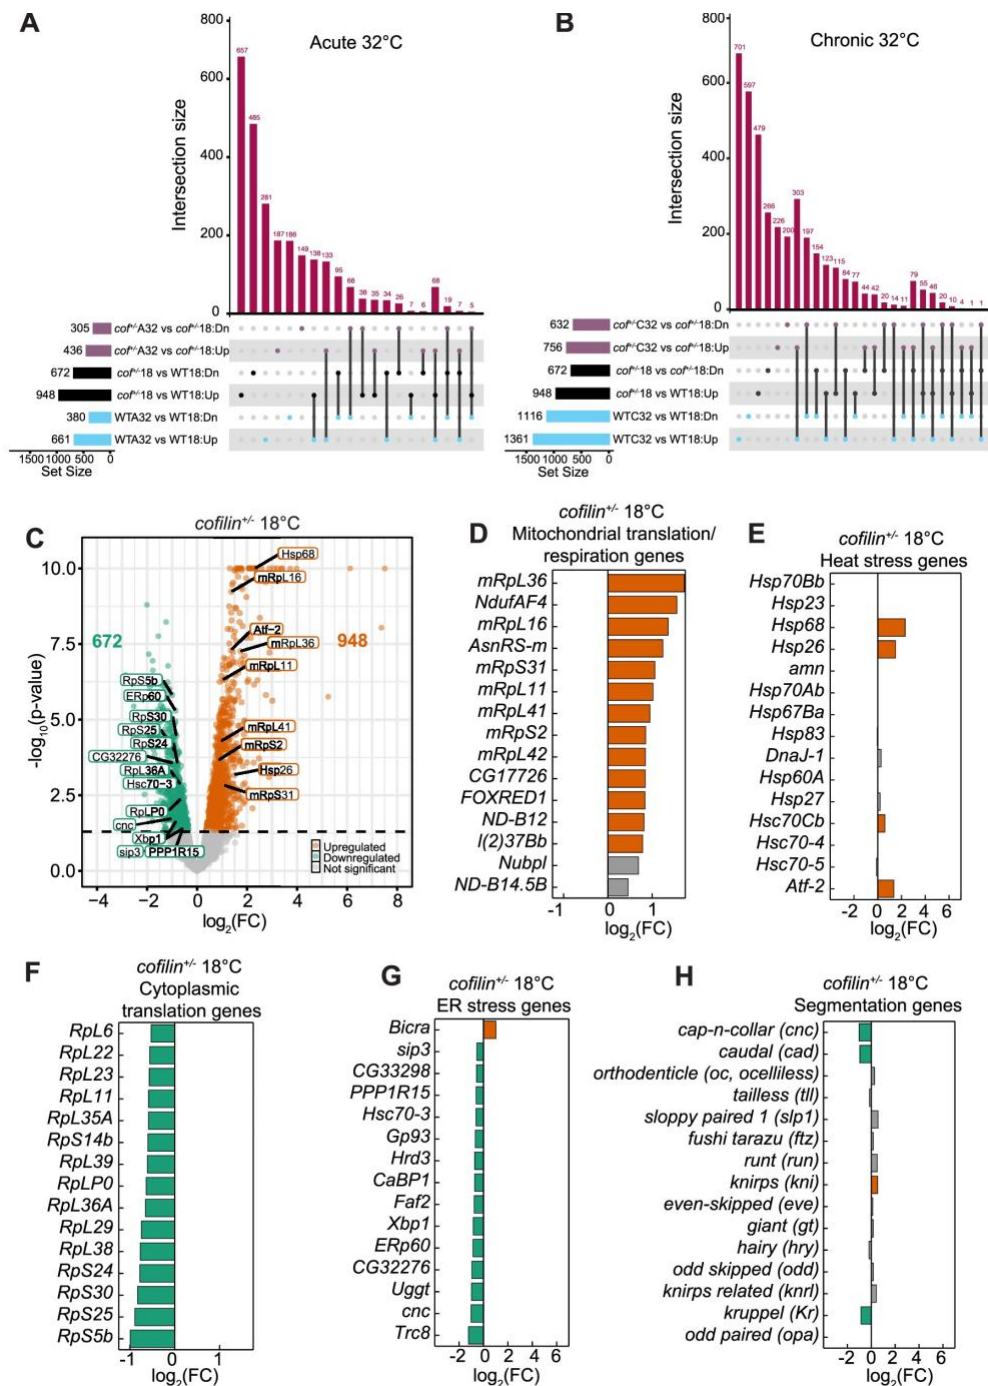 A
Acute 32°C
800
600
400
200
0
Intersection size
657
485
281
187
186
149
138
133
95
68
38
35
34
26
7
6
68
19
7
5
305 cof+/-A32 vs cof+/-18:Dn
436 cof+/-A32 vs cof+/-18:Up
672 cof+/-18 vs WT18:Dn
948 cof+/-18 vs WT18:Up
380 WTA32 vs WT18:Dn
661 WTA32 vs WT18:Up
1500 1000 500 0
Set Size
B
Chronic 32°C
800
600
400
200
0
Intersection size
701
597
479
266
226
200
303
197
154
123
115
84
77
44
42
20
14
11
79
55
46
20
10
4
1
1
632 cof+/-C32 vs cof+/-18:Dn
756 cof+/-C32 vs cof+/-18:Up
672 cof+/-18 vs WT18:Dn
948 cof+/-18 vs WT18:Up
1116 WTC32 vs WT18:Dn
1361 WTC32 vs WT18:Up
1500 1000 500 0
Set Size
C
cofilin+/- 18°C
10.0
7.5
5.0
2.5
0.0
-log10(p-value)
672
948
Hsp68
mRpL16
Atf-2
mRpL36
mRpL11
mRpL41
mRpS2
Hsp26
mRpS31
RpS5b
ERp60
RpS30
RpS25
RpS24
CG32276
RpL36A
Hsc70-3
RpLP0
cnc
Xbp1
sip3 PPP1R15
Upregulated
Downregulated
Not significant
-4 -2 0 2 4 6 8
log2(FC)
D
cofilin+/- 18°C
Mitochondrial translation/
respiration genes
mRpL36
NdufAF4
mRpL16
AsnRS-m
mRpS31
mRpL11
mRpL41
mRpS2
mRpL42
CG17726
FOXRED1
ND-B12
l(2)37Bb
Nubpl
ND-B14.5B
0 1
log2(FC)
E
cofilin+/- 18°C
Heat stress genes
Hsp70Bb
Hsp23
Hsp68
Hsp26
amn
Hsp70Ab
Hsp67Ba
Hsp83
DnaJ-1
Hsp60A
Hsp27
Hsc70Cb
Hsc70-4
Hsc70-5
Atf-2
-2 0 2 4 6
log2(FC)
F
cofilin+/- 18°C
Cytoplasmic
translation genes
RpL6
RpL22
RpL23
RpL11
RpL35A
RpS14b
RpL39
RpLP0
RpL36A
RpL29
RpL38
RpS24
RpS30
RpS25
RpS5b
-1 0 1
log2(FC)
G
cofilin+/- 18°C
ER stress genes
Bicra
sip3
CG33298
PPP1R15
Hsc70-3
Gp93
Hrd3
CaBP1
Faf2
Xbp1
ERp60
CG32276
Uggt
cnc
Trc8
-2 0 2 4 6
log2(FC)
H
cofilin+/- 18°C
Segmentation genes
cap-n-collar (cnc)
caudal (cad)
orthodenticle (oc, ocelliless)
tailless (tll)
sloppy paired 1 (slp1)
fushi tarazu (ftz)
runt (run)
knirps (kni)
even-skipped (eve)
giant (gt)
hairy (hry)
odd skipped (odd)
knirps related (knrl)
kruppel (Kr)
odd paired (opa)
-2 0 2 4 6
log2(FC)